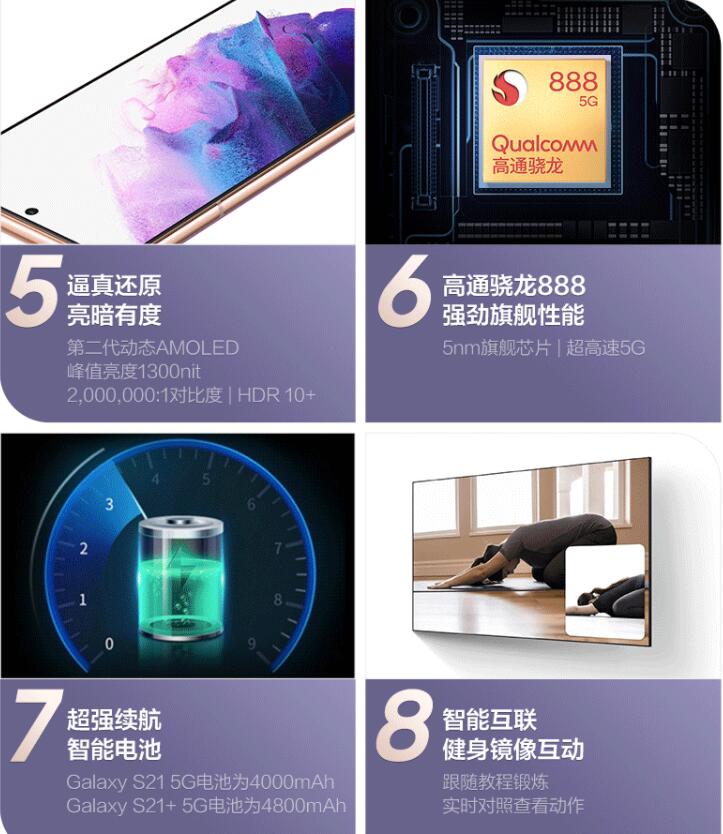 888
5G
Qualcomm
高通骁龙
5
逼真还原
亮暗有度
第二代动态AMOLED
峰值亮度1300nit
2,000,000:1对比度 | HDR 10+
6
高通骁龙888
强劲旗舰性能
5nm旗舰芯片 | 超高速5G
0
1
2
3
4
5
6
7
8
9
7
超强续航
智能电池
Galaxy S21 5G电池为4000mAh
Galaxy S21+ 5G电池为4800mAh
8
智能互联
健身镜像互动
跟随教程锻炼
实时对照查看动作